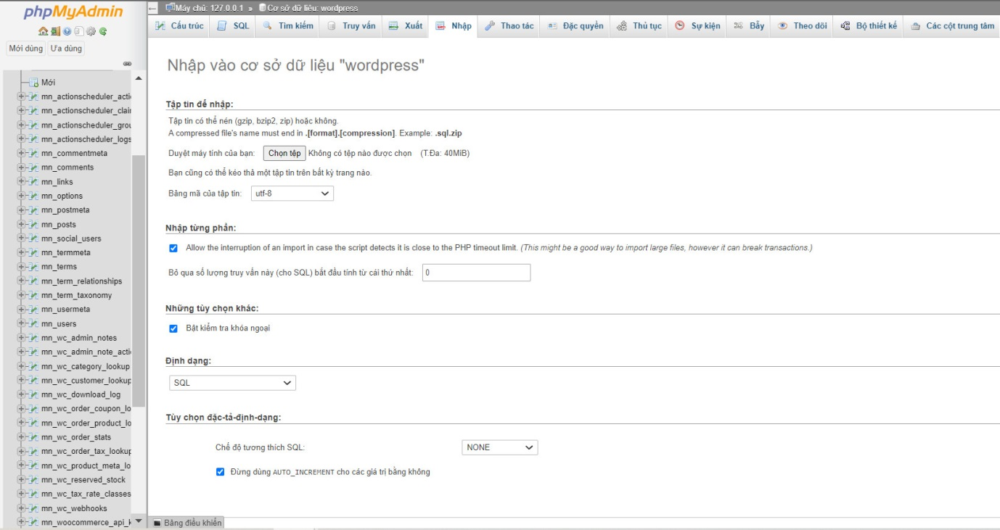 phpMyAdmin
Mới dùng Ưa dùng
Mới
mn_actionscheduler_acti
mn_actionscheduler_clai
mn_actionscheduler_grou
mn_actionscheduler_logs
mn_commentmeta
mn_comments
mn_links
mn_options
mn_postmeta
mn_posts
mn_social_users
mn_termmeta
mn_terms
mn_term_relationships
mn_term_taxonomy
mn_usermeta
mn_users
mn_wc_admin_notes
mn_wc_admin_note_acti
mn_wc_category_lookup
mn_wc_customer_lookup
mn_wc_download_log
mn_wc_order_coupon_lo
mn_wc_order_product_lo
mn_wc_order_stats
mn_wc_order_tax_lookup
mn_wc_product_meta_lo
mn_wc_reserved_stock
mn_wc_tax_rate_classes
mn_wc_webhooks
mn_woocommerce_api_k
Máy chủ: 127.0.0.1 » Cơ sở dữ liệu: wordpress
Cấu trúc SQL Tìm kiếm Truy vấn Xuất Nhập Thao tác Đặc quyền Thủ tục Sự kiện Bẫy Theo dõi Bộ thiết kế Các cột trung tâm
Nhập vào cơ sở dữ liệu "wordpress"
Tập tin để nhập:
Tập tin có thể nén (gzip, bzip2, zip) hoặc không.
A compressed file's name must end in .[format].[compression]. Example: .sql.zip
Duyệt máy tính của bạn: Chọn tệp Không có tệp nào được chọn (T.Đa: 40MiB)
Bạn cũng có thể kéo thả một tập tin trên bất kỳ trang nào.
Bảng mã của tập tin: utf-8
Nhập từng phần:
Allow the interruption of an import in case the script detects it is close to the PHP timeout limit. (This might be a good way to import large files, however it can break transactions.)
Bỏ qua số lượng truy vấn này (cho SQL) bắt đầu tính từ cái thứ nhất: 0
Những tùy chọn khác:
Bật kiểm tra khóa ngoại
Định dạng:
SQL
Tùy chọn đặc-tả-định-dạng:
Chế độ tương thích SQL: NONE
Đừng dùng AUTO_INCREMENT cho các giá trị bằng không
Bảng điều khiển